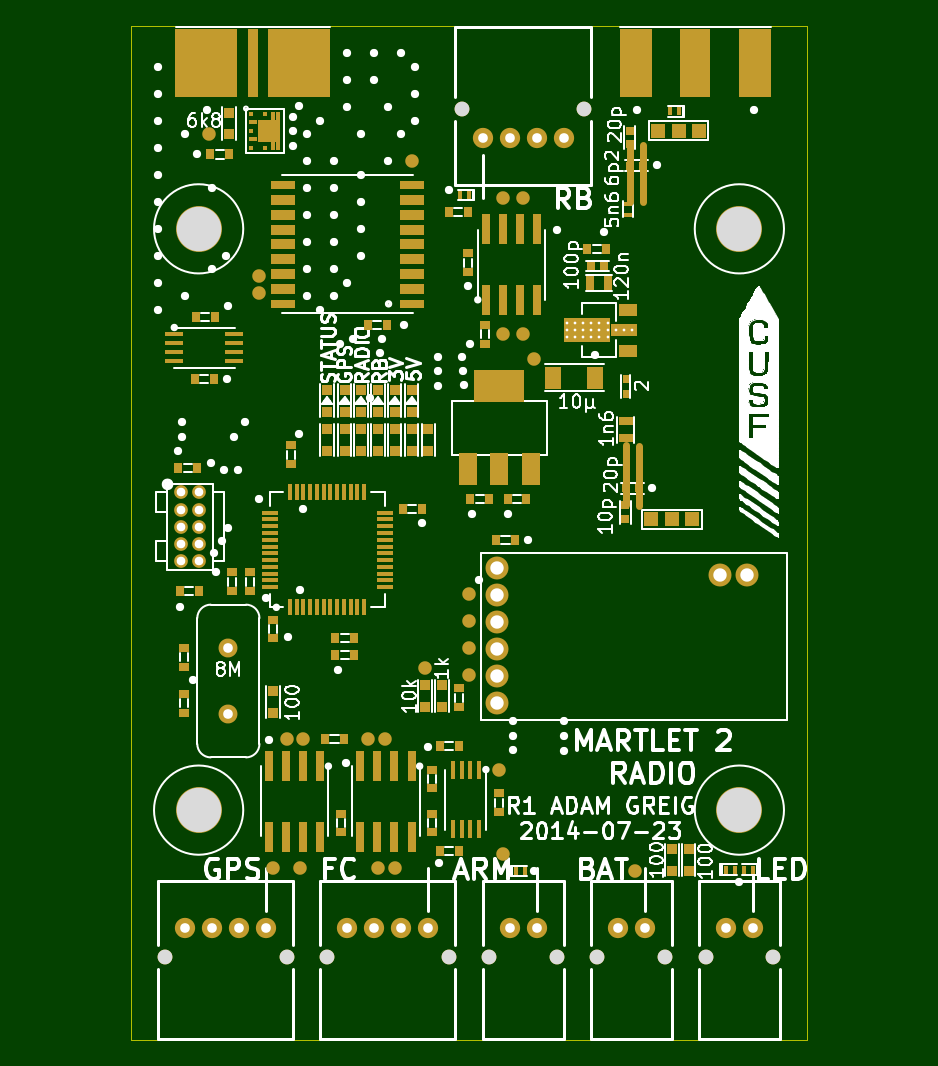 6k8
20p
6p2
5n6
RB
100p
120n
CUSF
STATUS
GPS
RADIO
RB
3V
5V
10µ
2
1n6
20p
10p
8M
100
10k
1k
MARTLET 2
RADIO
R1 ADAM GREIG
2014-07-23
100
100
GPS
FC
ARM
BAT
LED